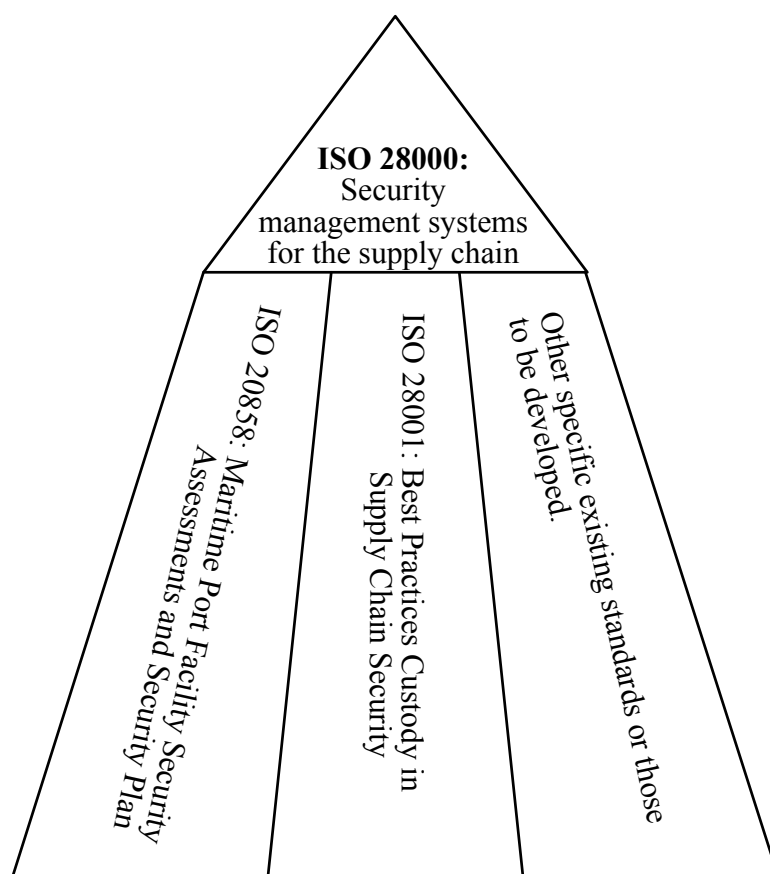 ISO 28000:
Security
management systems
for the supply chain
ISO 20858: Maritime Port Facility Security
Assessments and Security Plan
ISO 28001: Best Practices Custody in
Supply Chain Security
Other specific existing standards or those
to be developed.